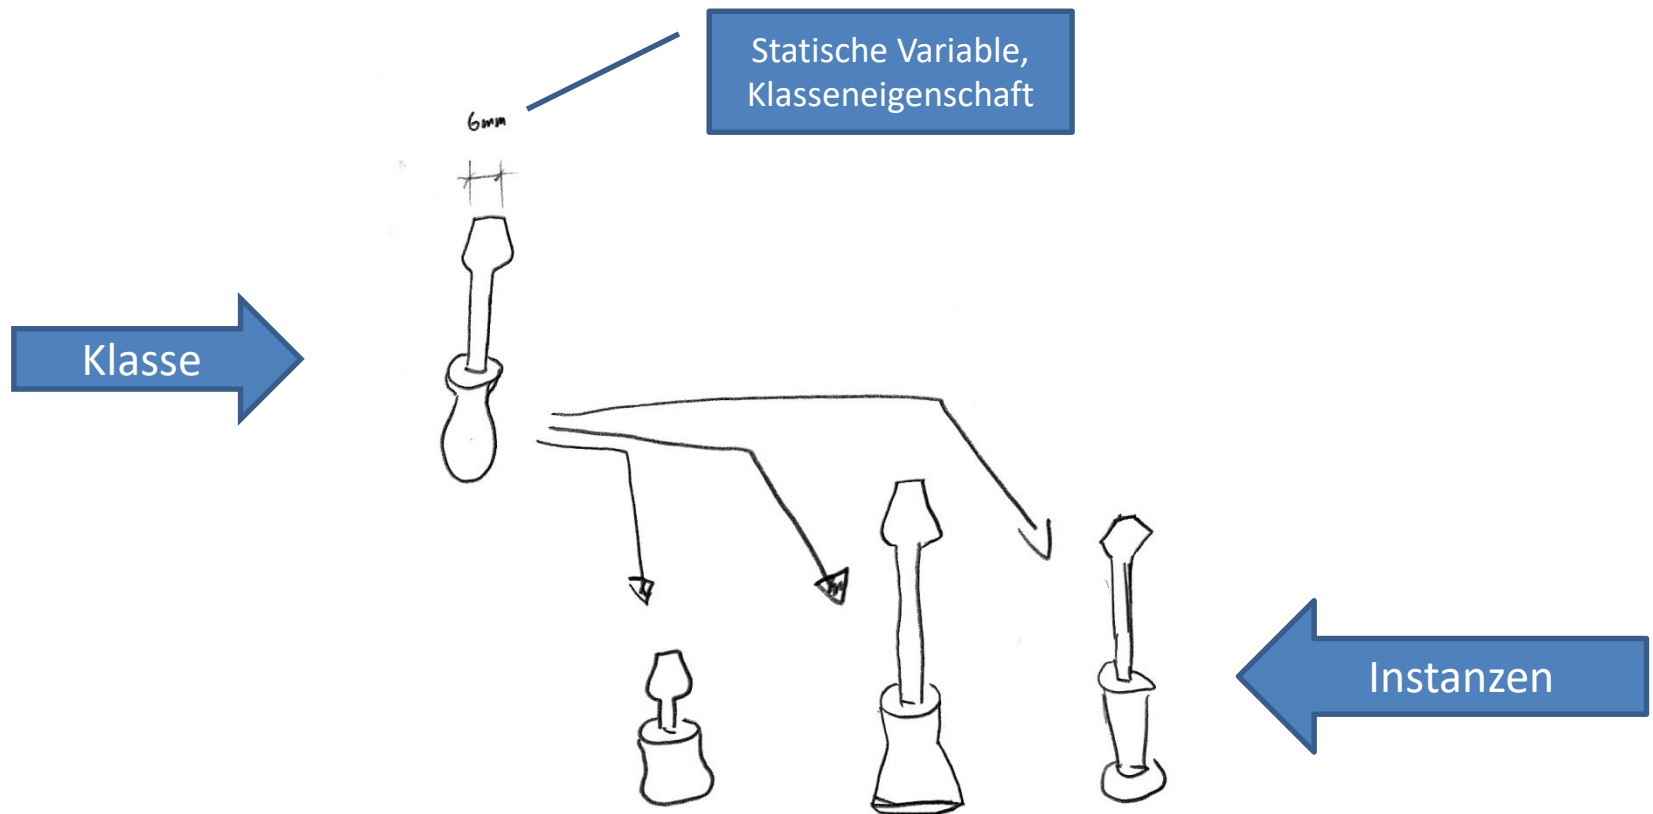 Statische Variable,
Klasseneigenschaft
6mm
Klasse
Instanzen